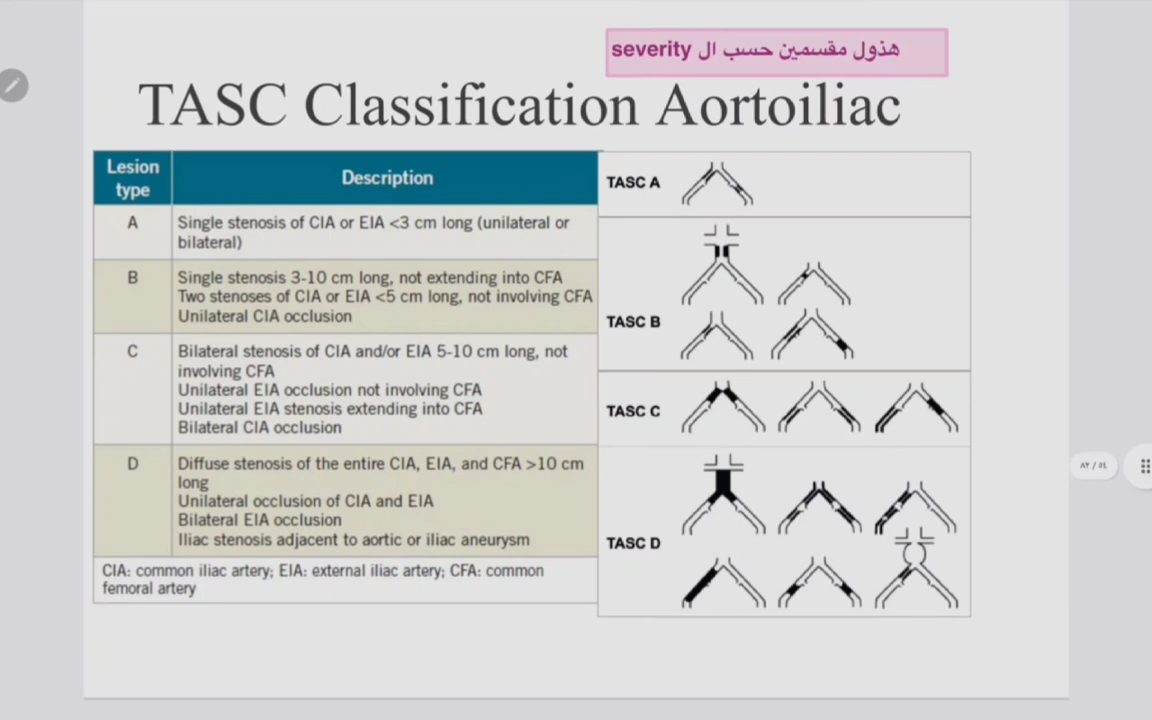 هذول مقسمين حسب ال severity
TASC Classification Aortoiliac
Lesion type
Description
A
Single stenosis of CIA or EIA <3 cm long (unilateral or
bilateral)
B
Single stenosis 3-10 cm long, not extending into CFA
Two stenoses of CIA or EIA <5 cm long, not involving CFA
Unilateral CIA occlusion
C
Bilateral stenosis of CIA and/or EIA 5-10 cm long, not
involving CFA
Unilateral EIA occlusion not involving CFA
Unilateral EIA stenosis extending into CFA
Bilateral CIA occlusion
D
Diffuse stenosis of the entire CIA, EIA, and CFA >10 cm
long
Unilateral occlusion of CIA and EIA
Bilateral EIA occlusion
Iliac stenosis adjacent to aortic or iliac aneurysm
CIA: common iliac artery; EIA: external iliac artery; CFA: common
femoral artery
TASC A
TASC B
TASC C
TASC D